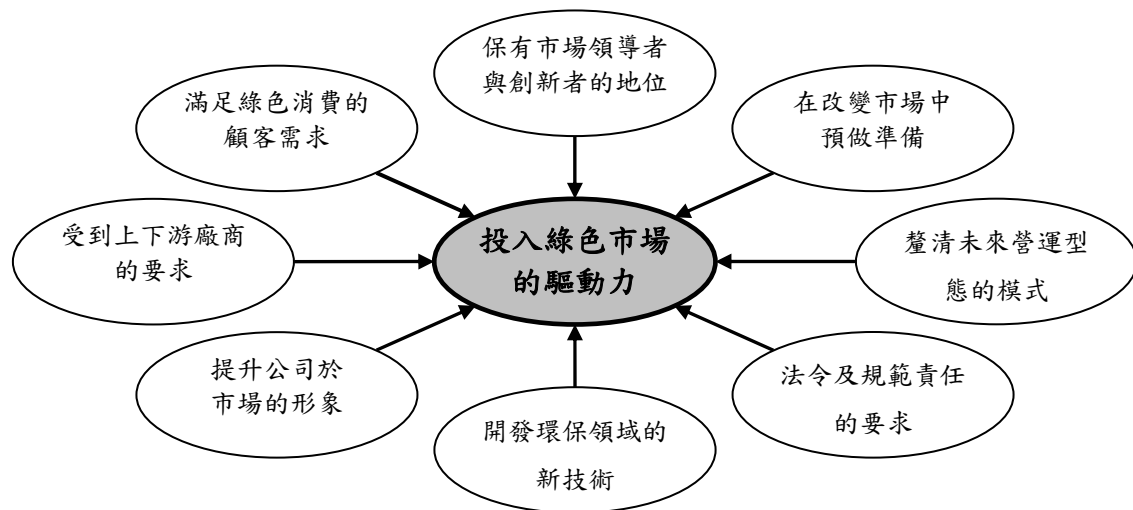 保有市場領導者
與創新者的地位
滿足綠色消費的
顧客需求
在改變市場中
預做準備
受到上下游廠商
的要求
投入綠色市場
的驅動力
釐清未來營運型
態的模式
提升公司於
市場的形象
法令及規範責任
的要求
開發環保領域的
新技術